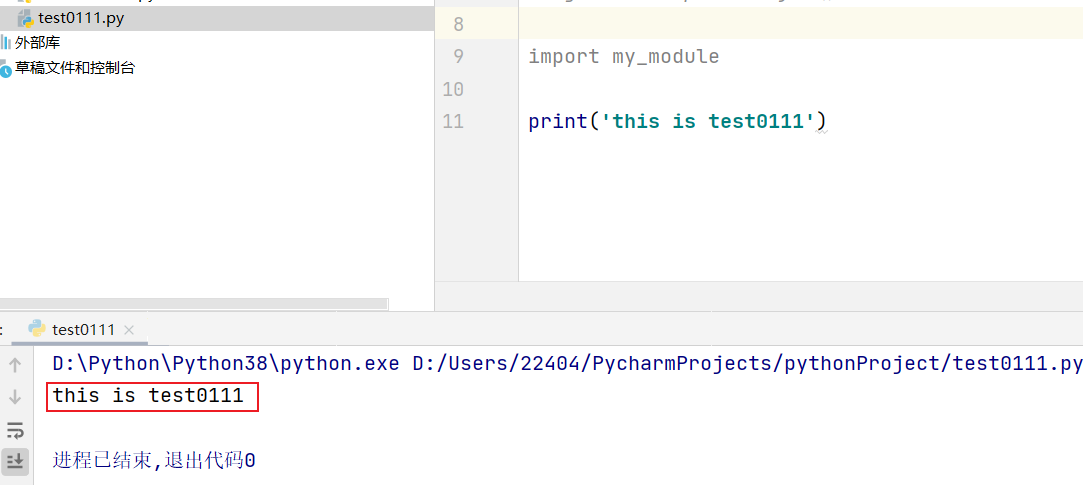 test0111.py
外部库
草稿文件和控制台
8
9 import my_module
10
11 print('this is test0111')
: test0111 ×
D:\Python\Python38\python.exe D:/Users/22404/PycharmProjects/pythonProject/test0111.py
this is test0111
进程已结束,退出代码0